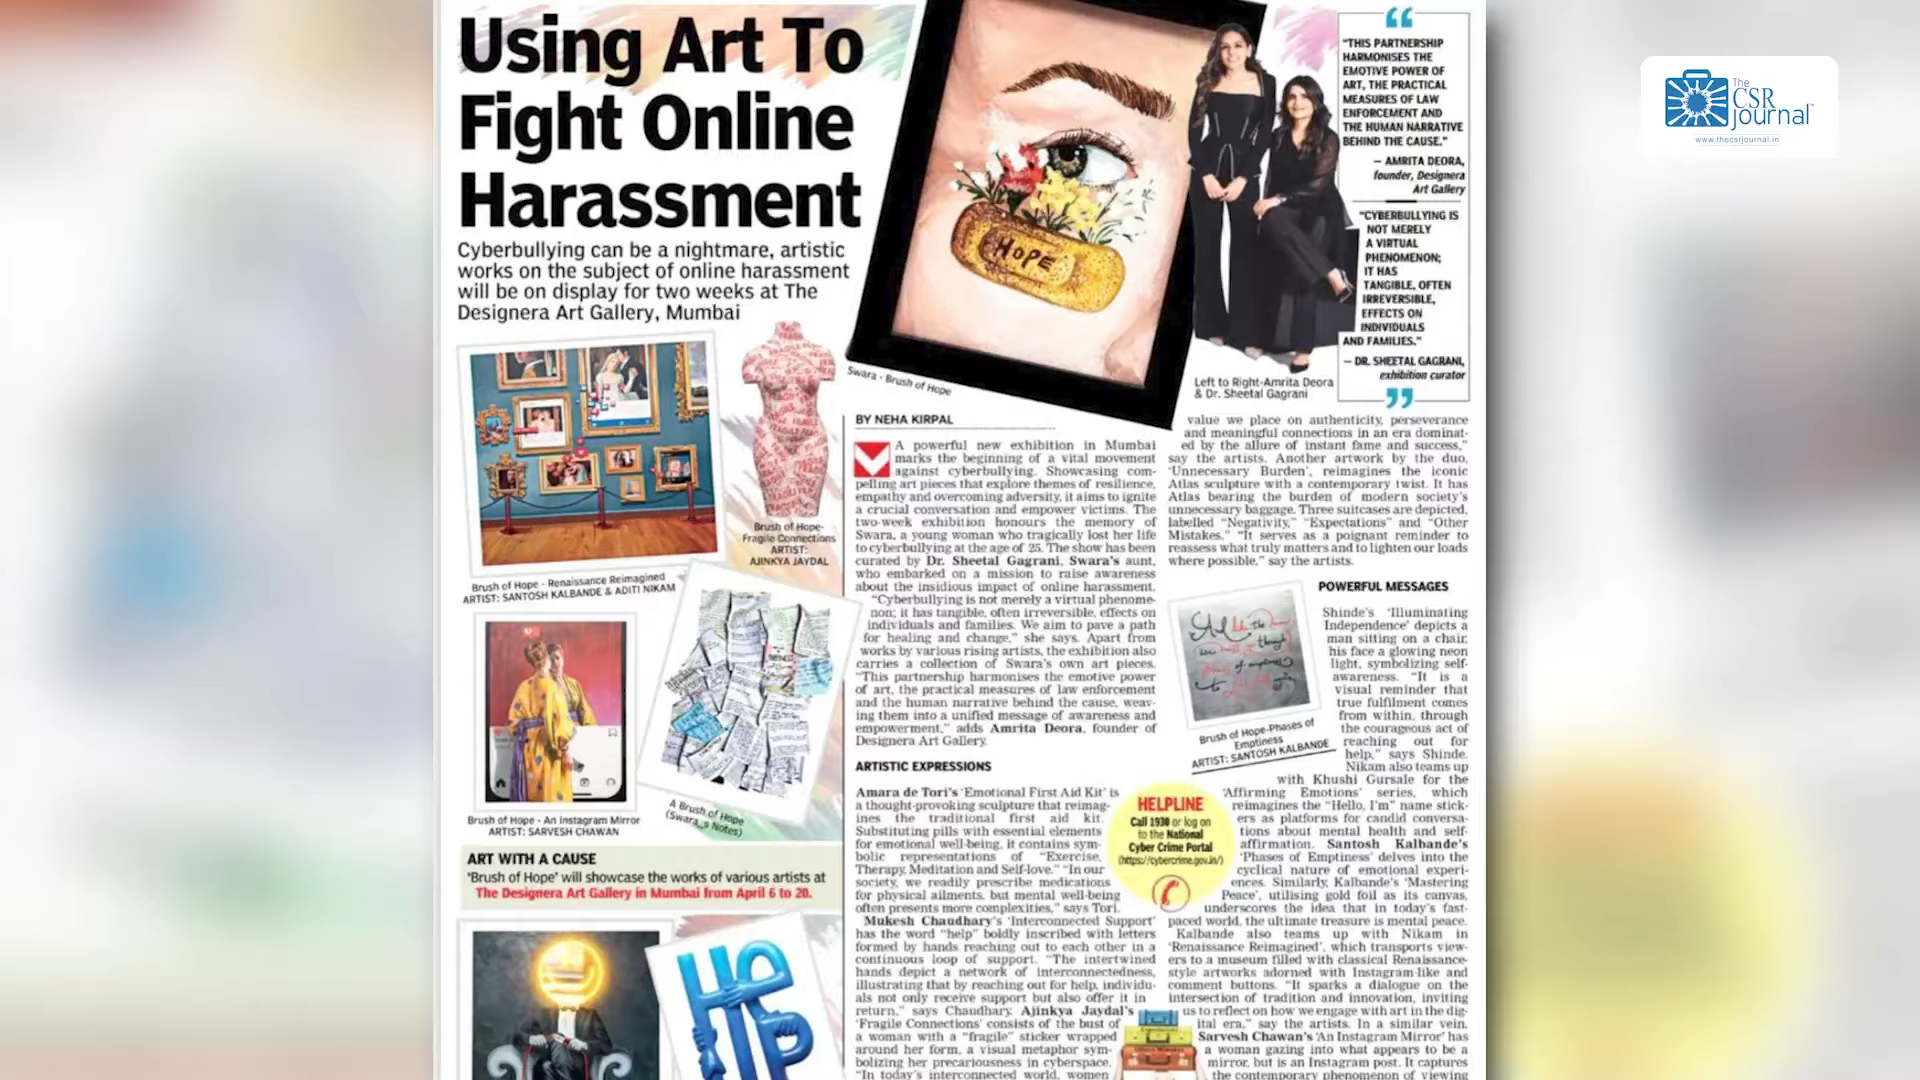 Using Art To
Fight Online
Harassment
Cyberbullying can be a nightmare, artistic
works on the subject of online harassment
will be on display for two weeks at The
Designera Art Gallery, Mumbai
HOPE
Swara - Brush of Hope
Left to Right-Amrita Deora
& Dr. Sheetal Gagrani
“THIS PARTNERSHIP
HARMONISES THE
EMOTIVE POWER OF
ART, THE PRACTICAL
MEASURES OF LAW
ENFORCEMENT AND
THE HUMAN NARRATIVE
BEHIND THE CAUSE.”
— AMRITA DEORA,
founder, Designera
Art Gallery
“CYBERBULLYING IS
NOT MERELY
A VIRTUAL
PHENOMENON;
IT HAS
TANGIBLE, OFTEN
IRREVERSIBLE,
EFFECTS ON
INDIVIDUALS
AND FAMILIES.”
— DR. SHEETAL GAGRANI,
exhibition curator
The
CSR
Journal
www.thecsrjournal.in
Brush of Hope - Renaissance Reimagined
ARTIST: SANTOSH KALBANDE & ADITI NIKAM
Brush of Hope-
Fragile Connections
ARTIST:
AJINKYA JAYDAL
Brush of Hope - An Instagram Mirror
ARTIST: SARVESH CHAWAN
A Brush of Hope
(Swara_s Notes)
ART WITH A CAUSE
‘Brush of Hope’ will showcase the works of various artists at
The Designera Art Gallery in Mumbai from April 6 to 20.
HELP
BY NEHA KIRPAL
A powerful new exhibition in Mumbai
marks the beginning of a vital movement
against cyberbullying. Showcasing com-
pelling art pieces that explore themes of resilience,
empathy and overcoming adversity, it aims to ignite
a crucial conversation and empower victims. The
two-week exhibition honours the memory of
Swara, a young woman who tragically lost her life
to cyberbullying at the age of 25. The show has been
curated by Dr. Sheetal Gagrani, Swara’s aunt,
who embarked on a mission to raise awareness
about the insidious impact of online harassment.
“Cyberbullying is not merely a virtual phenome-
non; it has tangible, often irreversible, effects on
individuals and families. We aim to pave a path
for healing and change,” she says. Apart from
works by various rising artists, the exhibition also
carries a collection of Swara’s own art pieces.
“This partnership harmonises the emotive power
of art, the practical measures of law enforcement
and the human narrative behind the cause, weav-
ing them into a unified message of awareness and
empowerment,” adds Amrita Deora, founder of
Designera Art Gallery.
ARTISTIC EXPRESSIONS
Amara de Tori’s ‘Emotional First Aid Kit’ is
a thought-provoking sculpture that reimag-
ines the traditional first aid kit.
Substituting pills with essential elements
for emotional well-being, it contains sym-
bolic representations of “Exercise,
Therapy, Meditation and Self-love.” “In our
society, we readily prescribe medications
for physical ailments, but mental well-being
often presents more complexities,” says Tori.
Mukesh Chaudhary’s ‘Interconnected Support’
has the word “help” boldly inscribed with letters
formed by hands reaching out to each other in a
continuous loop of support. “The intertwined
hands depict a network of interconnectedness,
illustrating that by reaching out for help, individu-
als not only receive support but also offer it in
return,” says Chaudhary. Ajinkya Jaydal’s
‘Fragile Connections’ consists of the bust of
a woman with a “fragile” sticker wrapped
around her form, a visual metaphor sym-
bolizing her precariousness in cyberspace.
“In today’s interconnected world, women
value we place on authenticity, perseverance
and meaningful connections in an era dominat-
ed by the allure of instant fame and success,”
say the artists. Another artwork by the duo,
‘Unnecessary Burden’, reimagines the iconic
Atlas sculpture with a contemporary twist. It has
Atlas bearing the burden of modern society’s
unnecessary baggage. Three suitcases are depicted,
labelled “Negativity,” “Expectations” and “Other
Mistakes.” “It serves as a poignant reminder to
reassess what truly matters and to lighten our loads
where possible,” say the artists.
POWERFUL MESSAGES
Brush of Hope-Phases of
Emptiness
ARTIST: SANTOSH KALBANDE
Shinde’s ‘Illuminating
Independence’ depicts a
man sitting on a chair,
his face a glowing neon
light, symbolizing self-
awareness. “It is a
visual reminder that
true fulfilment comes
from within, through
the courageous act of
reaching out for
help,” says Shinde.
Nikam also teams up
with Khushi Gursale for the
‘Affirming Emotions’ series, which
reimagines the “Hello, I’m” name stick-
ers as platforms for candid conversa-
tions about mental health and self-
affirmation. Santosh Kalbande’s
‘Phases of Emptiness’ delves into the
cyclical nature of emotional experi-
ences. Similarly, Kalbande’s ‘Mastering
Peace’, utilising gold foil as its canvas,
underscores the idea that in today’s fast-
paced world, the ultimate treasure is mental peace.
Kalbande also teams up with Nikam in
‘Renaissance Reimagined’, which transports view-
ers to a museum filled with classical Renaissance-
style artworks adorned with Instagram-like and
comment buttons. “It sparks a dialogue on the
intersection of tradition and innovation, inviting
us to reflect on how we engage with art in the dig-
ital era,” say the artists. In a similar vein,
Sarvesh Chawan’s ‘An Instagram Mirror’ has
a woman gazing into what appears to be a
mirror, but is an Instagram post. It captures
the contemporary phenomenon of viewing
HELPLINE
Call 1930 or log on
to the National
Cyber Crime Portal
(https://cybercrime.gov.in/)